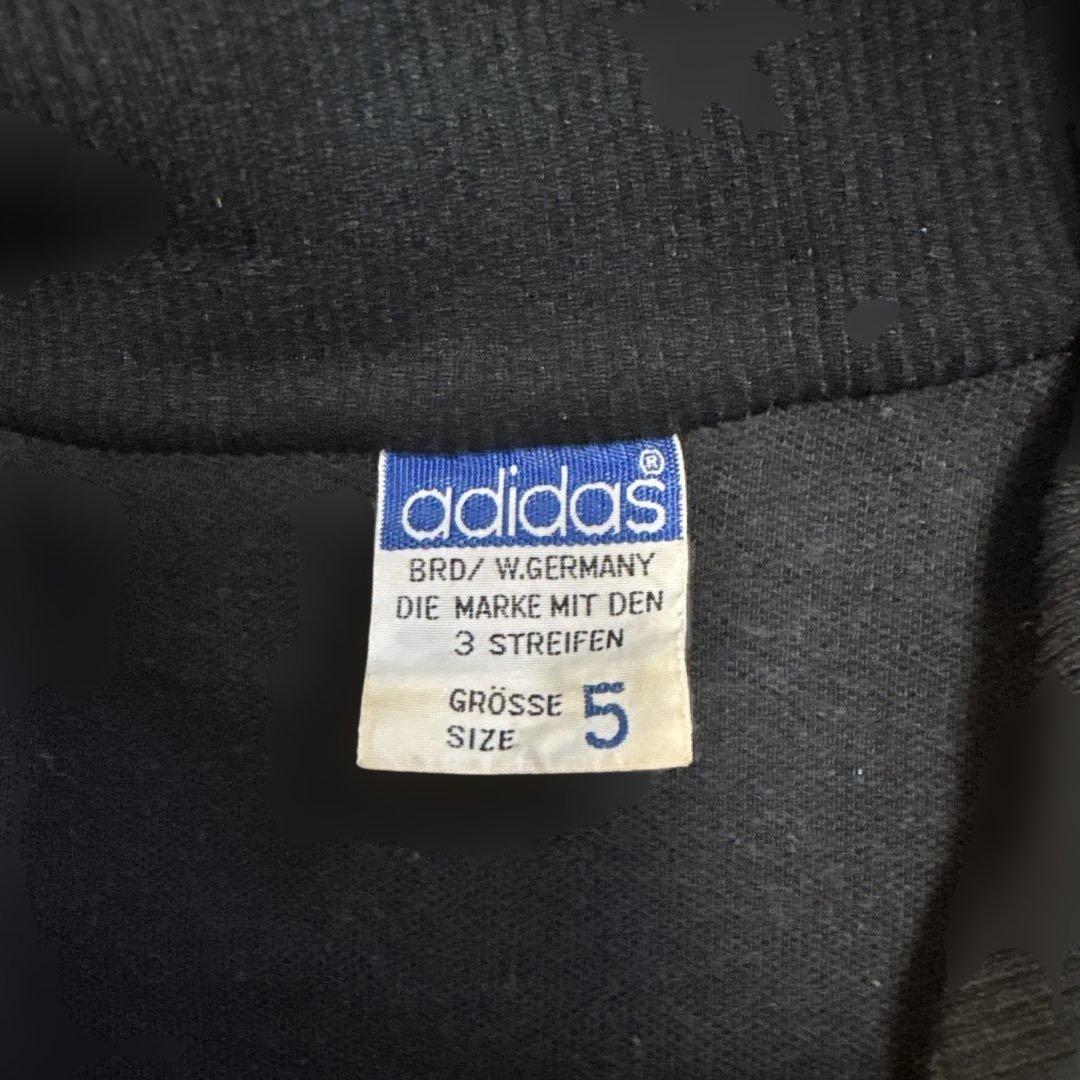 adidas®
BRD/ W.GERMANY
DIE MARKE MIT DEN
3 STREIFEN
GRÖSSE 5
SIZE